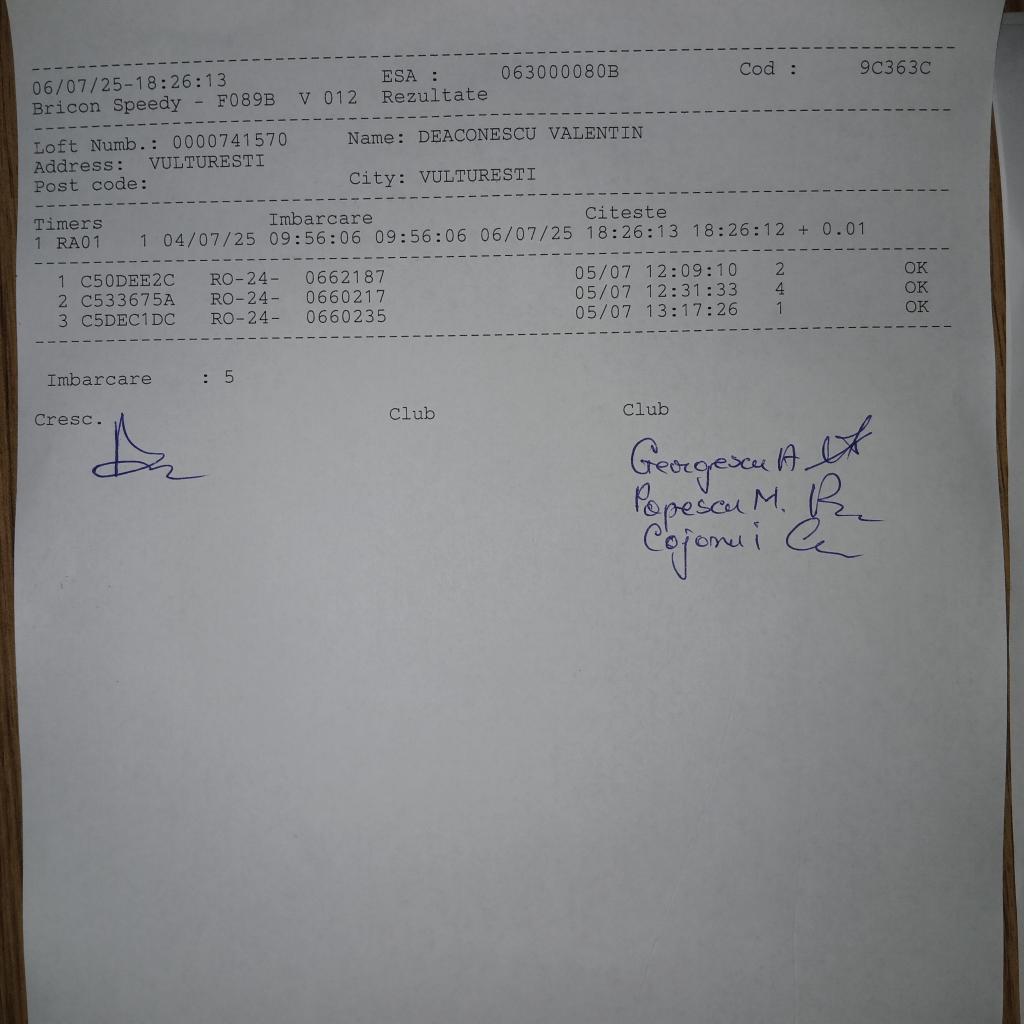 06/07/25-18:26:13 ESA : 063000080B Cod : 9C363C
Bricon Speedy - F089B V 012 Rezultate
Loft Numb.: 0000741570 Name: DEACONESCU VALENTIN
Address: VULTURESTI
Post code: City: VULTURESTI
Timers Imbarcare Citeste
1 RA01 1 04/07/25 09:56:06 09:56:06 06/07/25 18:26:13 18:26:12 + 0.01
1 C50DEE2C RO-24- 0662187 05/07 12:09:10 2 OK
2 C533675A RO-24- 0660217 05/07 12:31:33 4 OK
3 C5DEC1DC RO-24- 0660235 05/07 13:17:26 1 OK
Imbarcare : 5
Cresc. Club Club
Georgescu A
Popescu M.